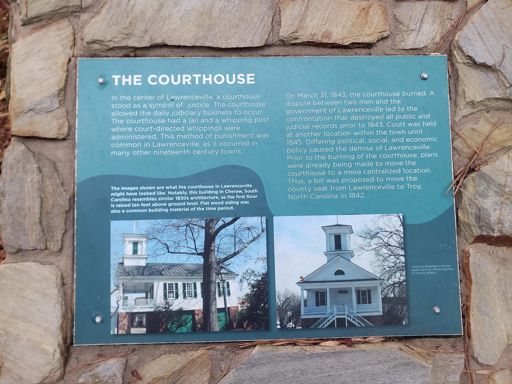 THE COURTHOUSE
In the center of Lawrenceville, a courthouse
stood as a symbol of justice. The courthouse
allowed the daily judiciary business to occur.
The courthouse had a jail and a whipping post
where court-directed whippings were
administered. This method of punishment was
common in Lawrenceville, as it occurred in
many other nineteenth century towns.
The images shown are what the courthouse in Lawrenceville
might have looked like. Notably, this building in Cheraw, South
Carolina resembles similar 1830s architecture, as the first floor
is raised ten feet above ground level. Flat wood siding was
also a common building material of the time period.
On March 31, 1843, the courthouse burned. A
dispute between two men and the
government of Lawrenceville led to the
confrontation that destroyed all public and
judicial records prior to 1843. Court was held
at another location within the town until
1845. Differing political, social, and economic
policy caused the demise of Lawrenceville.
Prior to the burning of the courthouse, plans
were already being made to move the
courthouse to a more centralized location.
Thus, a bill was proposed to move the
county seat from Lawrenceville to Troy,
North Carolina in 1842.